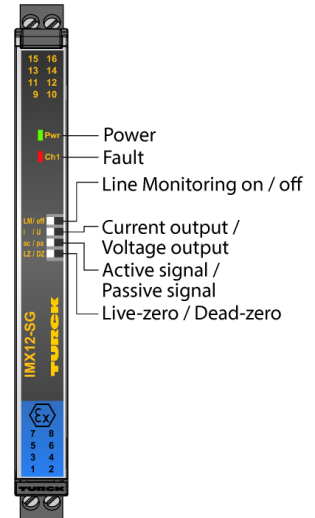 15 16
13 14
11 12
9 10
Pwr
Power
Ch1
Fault
Line Monitoring on / off
LM/ off
I / U
Current output /
Voltage output
ac / pa
Active signal /
Passive signal
LZ / DZ
Live-zero / Dead-zero
IMX12-SG
TURCK
Ex
7 8
5 6
3 4
1 2
TURCK